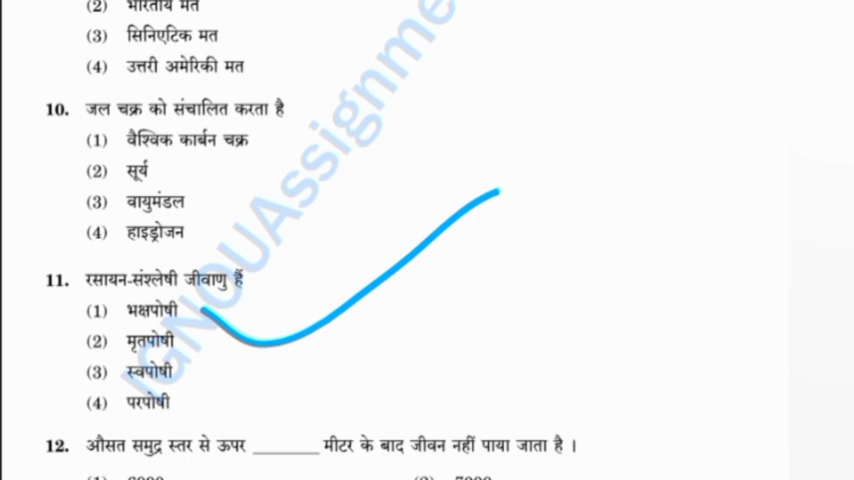 (2) भारतीय मत
(3) सिनिएटिक मत
(4) उत्तरी अमेरिकी मत
10. जल चक्र को संचालित करता है
(1) वैश्विक कार्बन चक्र
(2) सूर्य
(3) वायुमंडल
(4) हाइड्रोजन
11. रसायन-संश्लेषी जीवाणु हैं
(1) भक्षपोषी
(2) मृतपोषी
(3) स्वपोषी
(4) परपोषी
12. औसत समुद्र स्तर से ऊपर ______ मीटर के बाद जीवन नहीं पाया जाता है ।
IGNOUAssignme